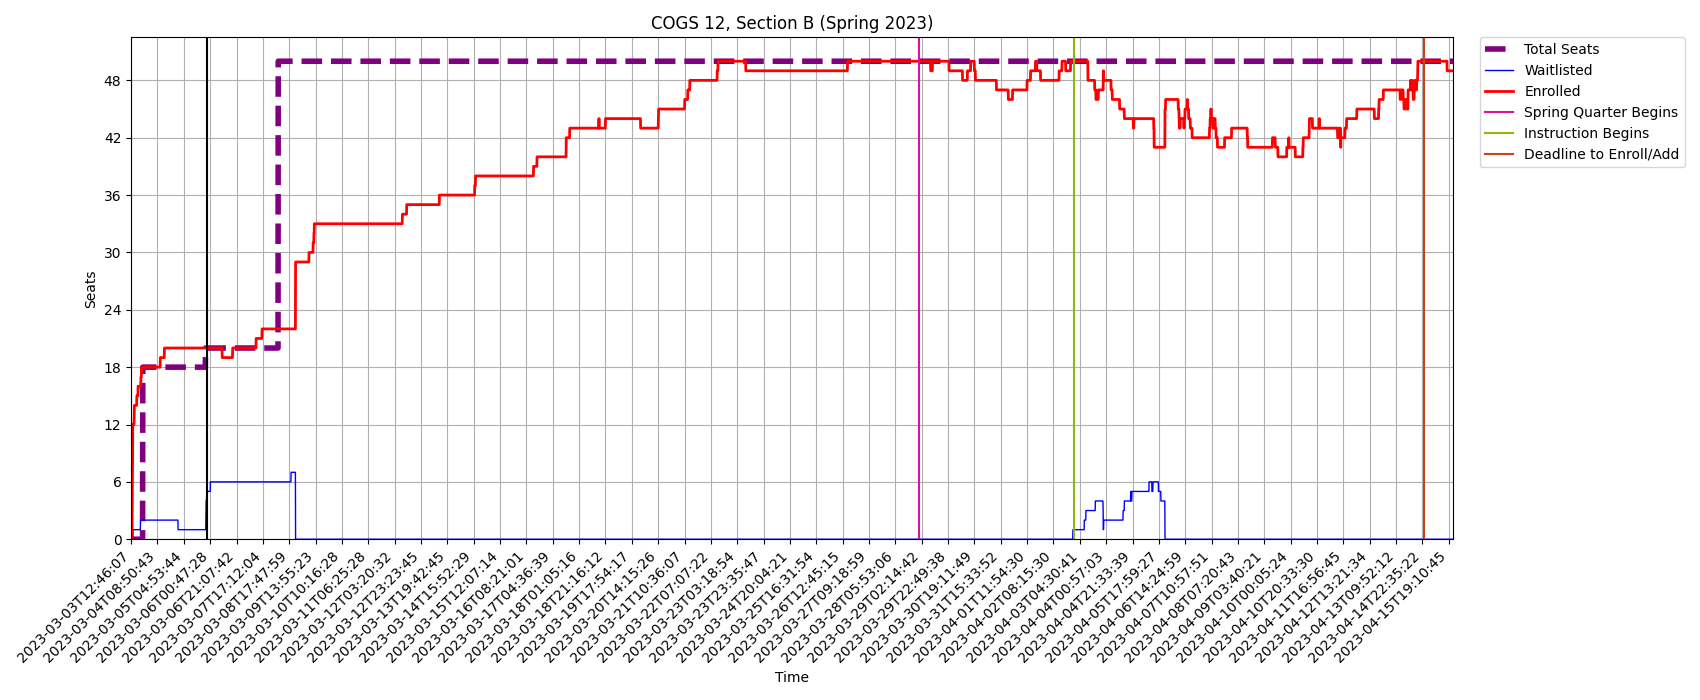 COGS 12, Section B (Spring 2023)
Total Seats
Waitlisted
Enrolled
Spring Quarter Begins
Instruction Begins
Deadline to Enroll/Add
Seats
48
42
36
30
24
18
12
6
0
2023-03-03T12:46:07
2023-03-04T08:50:43
2023-03-05T04:53:44
2023-03-06T00:47:28
2023-03-06T21:07:42
2023-03-07T17:12:04
2023-03-08T17:47:59
2023-03-09T13:55:23
2023-03-10T10:16:28
2023-03-11T06:25:28
2023-03-12T03:20:32
2023-03-12T23:23:45
2023-03-13T19:42:45
2023-03-14T15:52:29
2023-03-15T12:07:14
2023-03-16T08:21:01
2023-03-17T04:36:39
2023-03-18T01:05:16
2023-03-18T21:16:12
2023-03-19T17:54:17
2023-03-20T14:15:26
2023-03-21T10:36:07
2023-03-22T07:07:22
2023-03-23T03:18:54
2023-03-23T23:35:47
2023-03-24T20:04:21
2023-03-25T16:31:54
2023-03-26T12:45:15
2023-03-27T09:18:59
2023-03-28T05:53:06
2023-03-29T02:14:42
2023-03-29T22:49:38
2023-03-30T19:11:49
2023-03-31T15:33:52
2023-04-01T11:54:30
2023-04-02T08:15:30
2023-04-03T04:30:41
2023-04-04T00:57:03
2023-04-04T21:33:39
2023-04-05T17:59:27
2023-04-06T14:24:59
2023-04-07T10:57:51
2023-04-08T07:20:43
2023-04-09T03:40:21
2023-04-10T00:05:24
2023-04-10T20:33:30
2023-04-11T16:56:45
2023-04-12T13:21:34
2023-04-13T09:52:12
2023-04-14T22:35:22
2023-04-15T19:10:45
Time